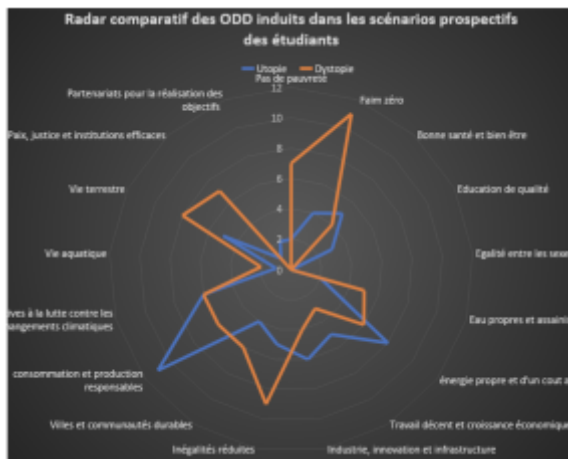 Radar comparatif des ODD induits dans les scénarios prospectifs
des étudiants
Utopie Dystopie
Pas de pauvreté
Partenariats pour la réalisation des
objectifs
12
Faim zéro
Paix, justice et institutions efficaces
10
Bonne santé et bien être
8
Vie terrestre
6
Education de qualité
4
Vie aquatique
2
Egalité entre les sexe
0
ives à la lutte contre les
hangements climatiques
Eau propres et assaini
consommation et production
responsables
énergie propre et d'un cout a
Villes et communautés durables
Travail décent et croissance économique
Inégalités réduites
Industrie, innovation et infrastructure